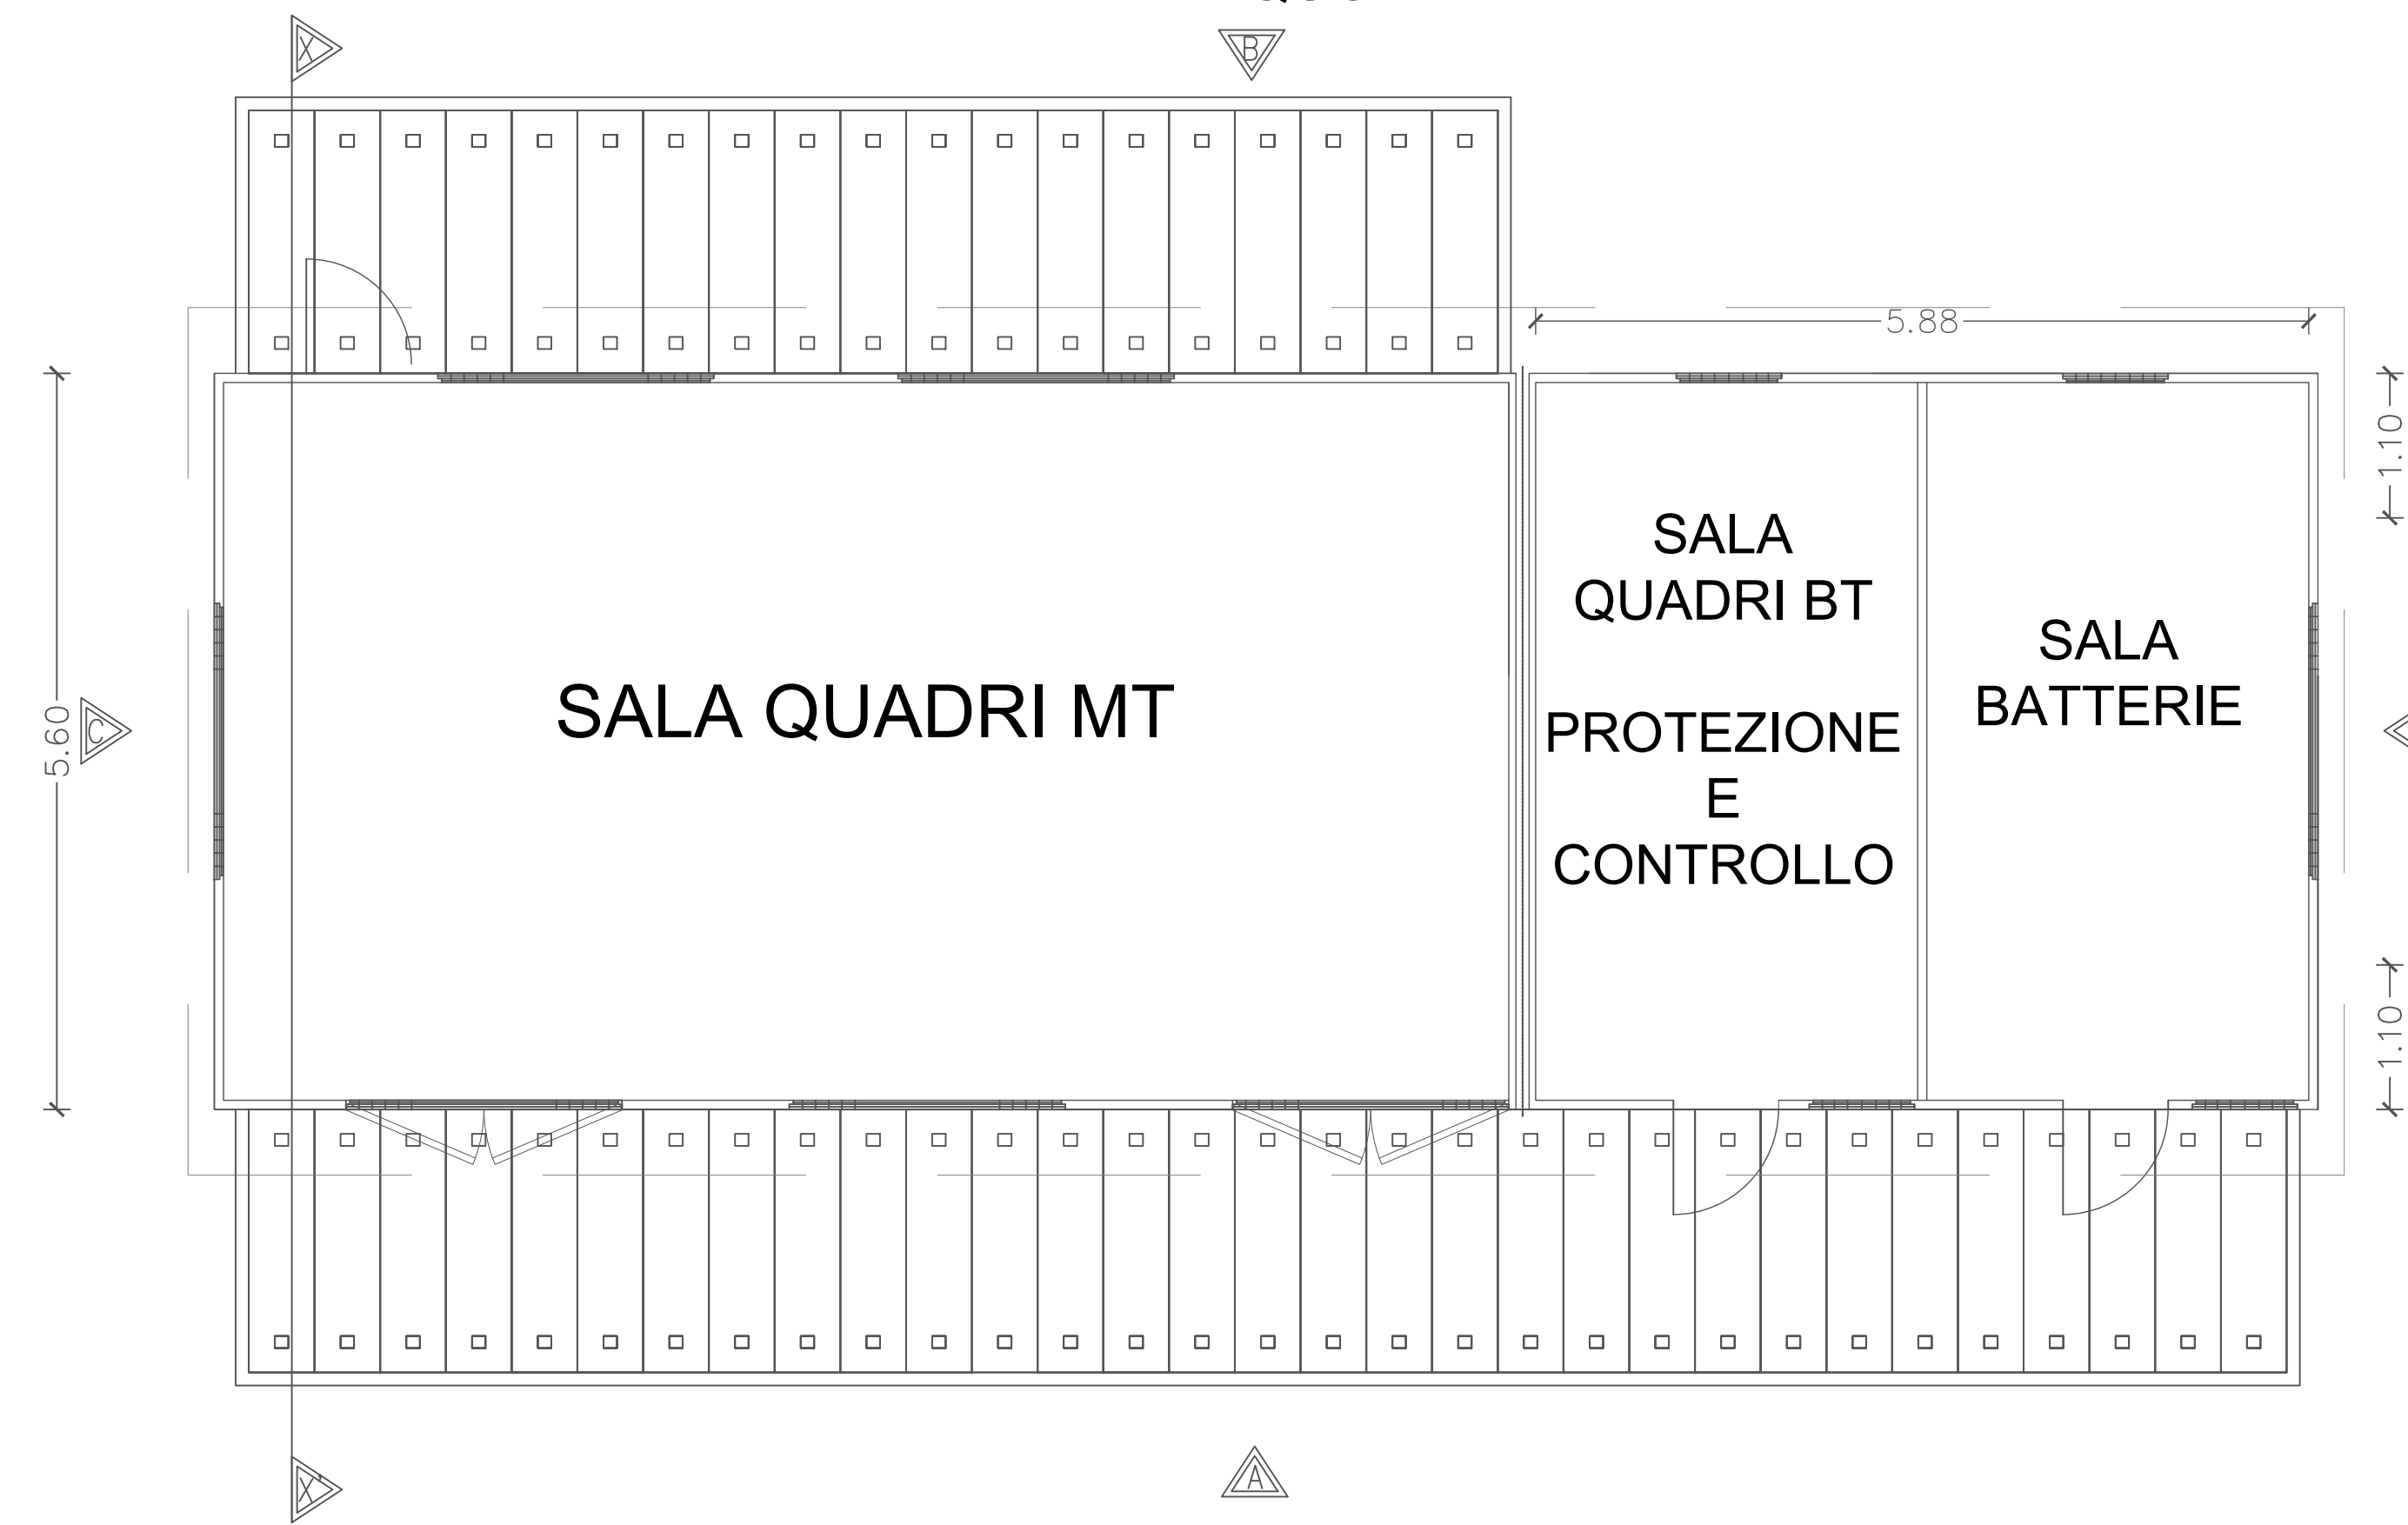 X
B
5.88
1.10
SALA
QUADRI BT
PROTEZIONE
E
CONTROLLO
SALA
BATTERIE
SALA QUADRI MT
5.60
C
1.10
A
X'